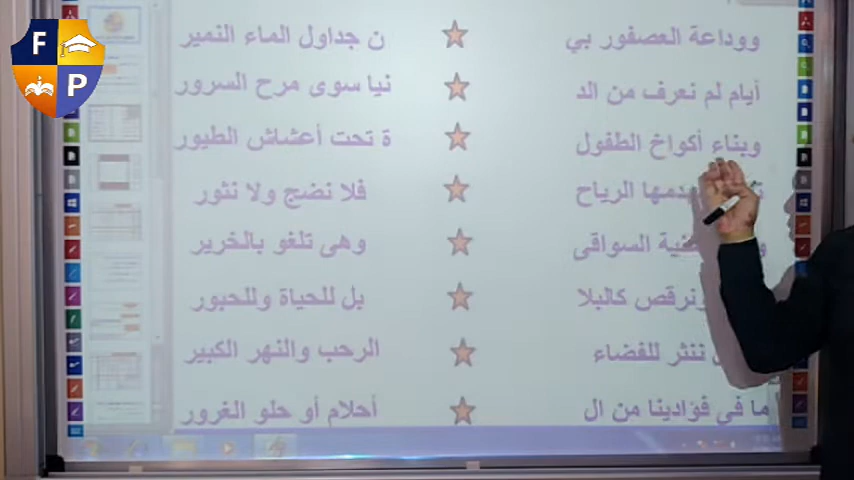 F P
ووداعة العصفور بي ن جداول الماء النمير
أيام لم نعرف من الد نيا سوى مرح السرور
وبناء أكواخ الطفول ة تحت أعشاش الطيور
الرياح فلا نضج ولا نثور
السواقى وهى تلغو بالخرير
ونرقص كالبلا بل للحياة وللحبور
ننثر للفضاء الرحب والنهر الكبير
ما في فؤادينا من ال أحلام أو حلو الغرور